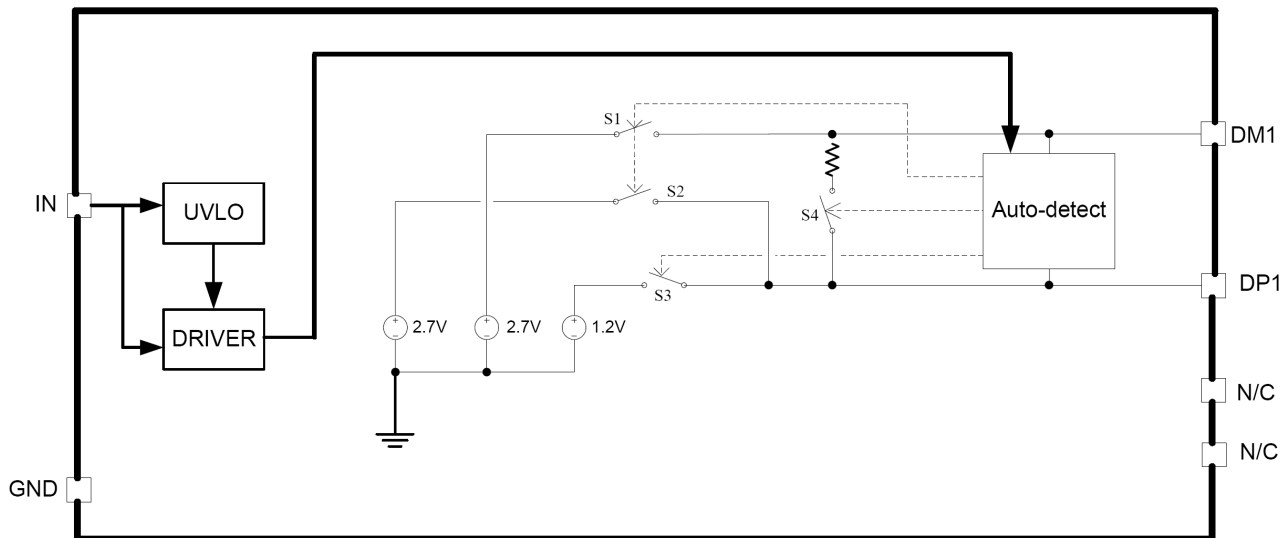 S1
DM1
IN
UVLO
S2
S4
Auto-detect
S3
DP1
DRIVER
2.7V
2.7V
1.2V
N/C
N/C
GND